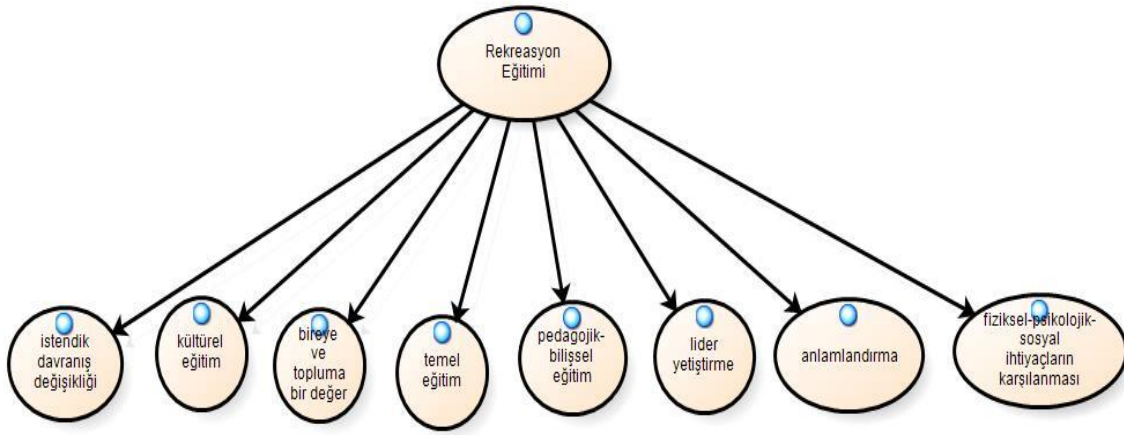 Rekreasyon
Eğitimi
istendik
davranış
değişikliği
kültürel
eğitim
bireye
ve
topluma
bir değer
temel
eğitim
pedagojik-
bilişsel
eğitim
lider
yetiştirme
anlamlandırma
fiziksel-psikolojik-
sosyal
ihtiyaçların
karşılanması